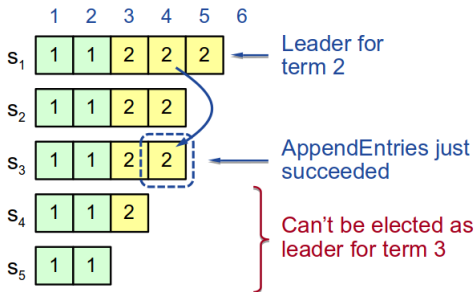 1 2 3 4 5 6
s1 1 1 2 2 2 Leader for
term 2
s2 1 1 2 2
s3 1 1 2 2 AppendEntries just
succeeded
s4 1 1 2 Can't be elected as
leader for term 3
s5 1 1